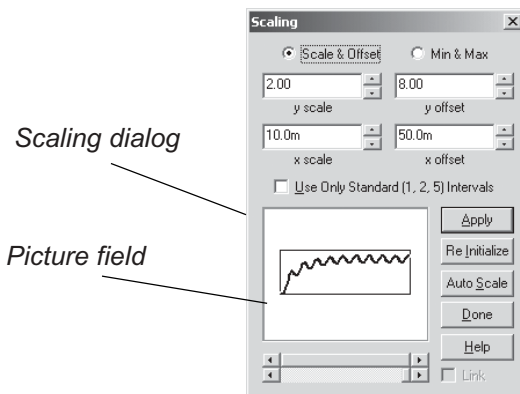 Scaling
Scale & Offset Min & Max
2.00 8.00
y scale y offset
10.0m 50.0m
x scale x offset
Use Only Standard (1, 2, 5) Intervals
Scaling dialog
Apply
Picture field
Re Initialize
Auto Scale
Done
Help
Link